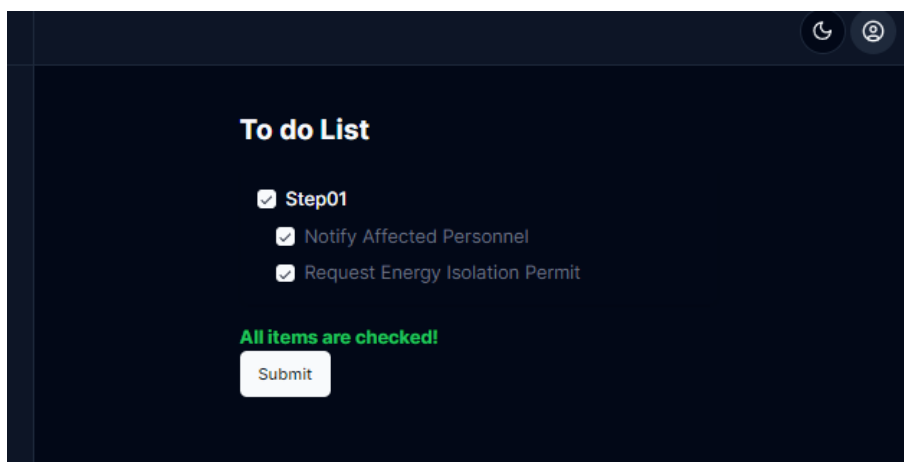 To do List
Step01
Notify Affected Personnel
Request Energy Isolation Permit
All items are checked!
Submit